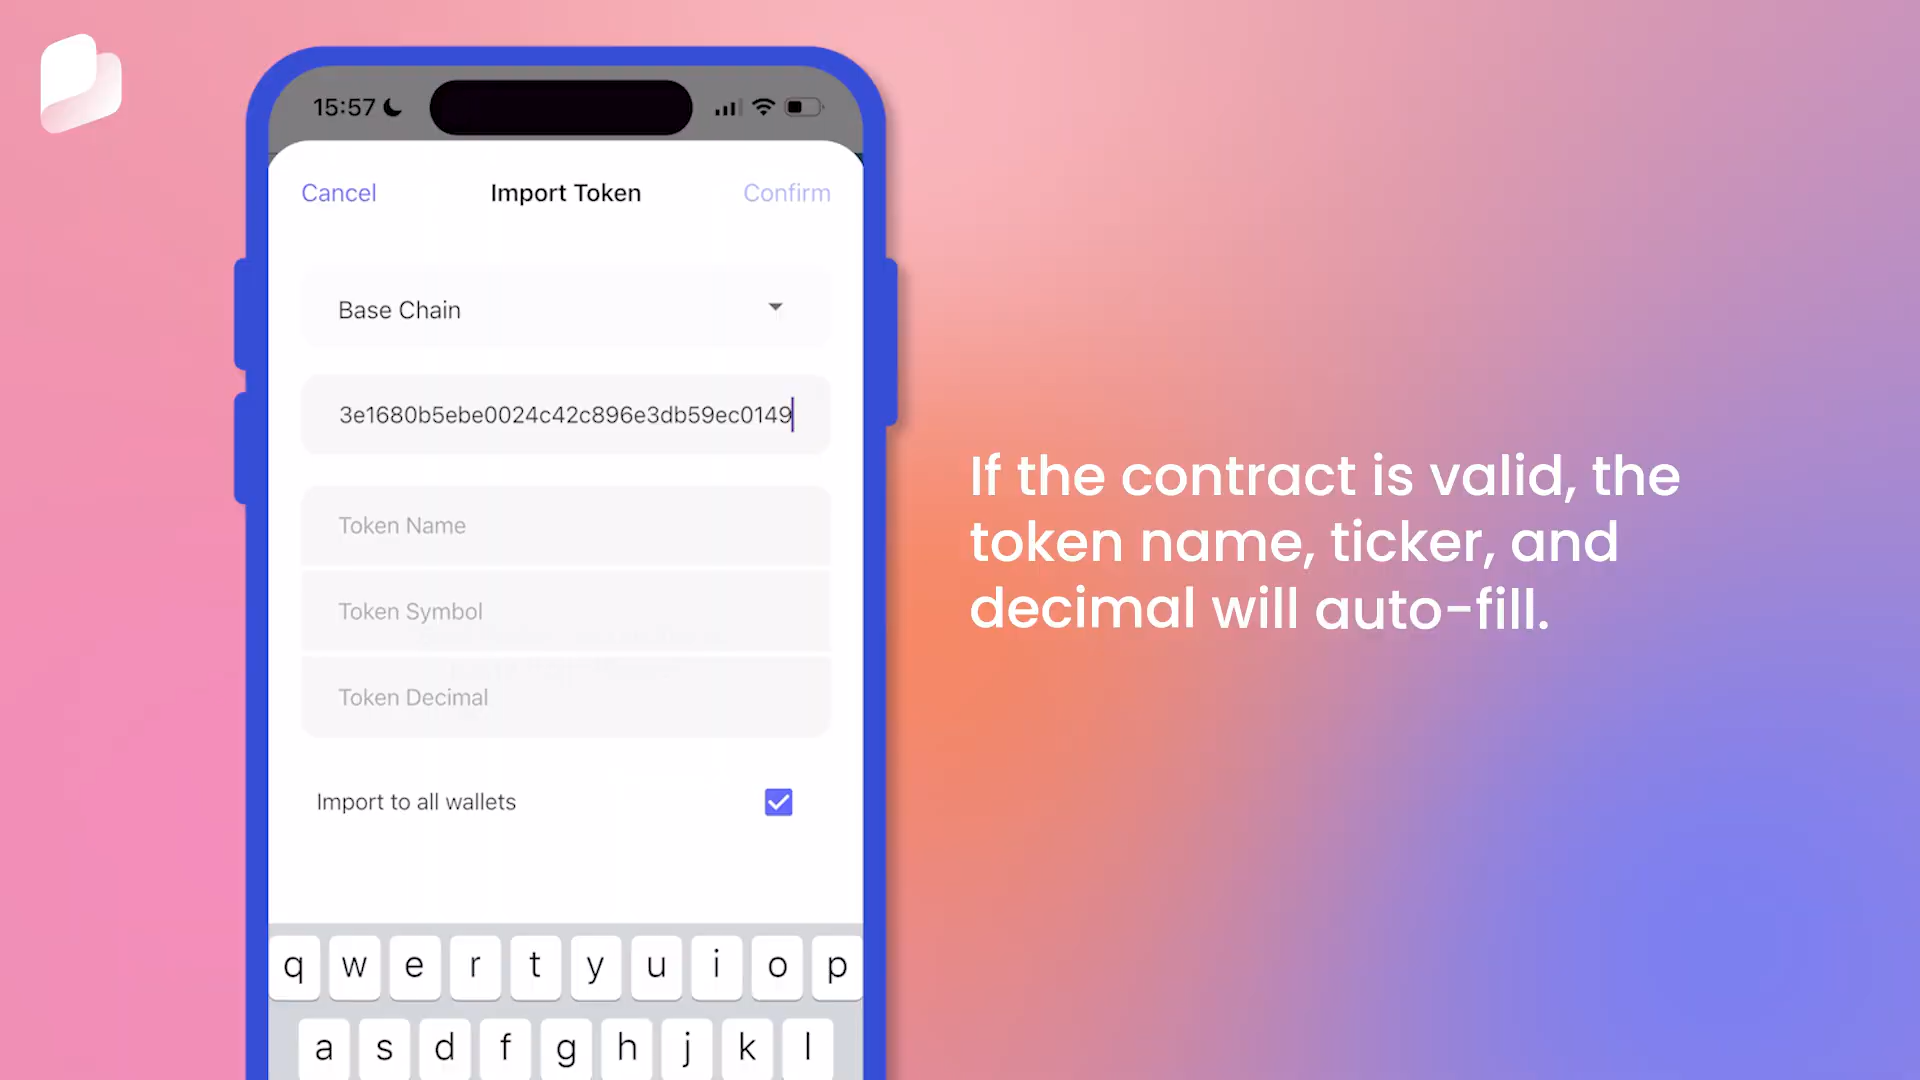 15:57
Cancel Import Token Confirm
Base Chain
3e1680b5ebe0024c42c896e3db59ec0149
Token Name
Token Symbol
Token Decimal
Import to all wallets
q w e r t y u i o p
a s d f g h j k l
If the contract is valid, the
token name, ticker, and
decimal will auto-fill.